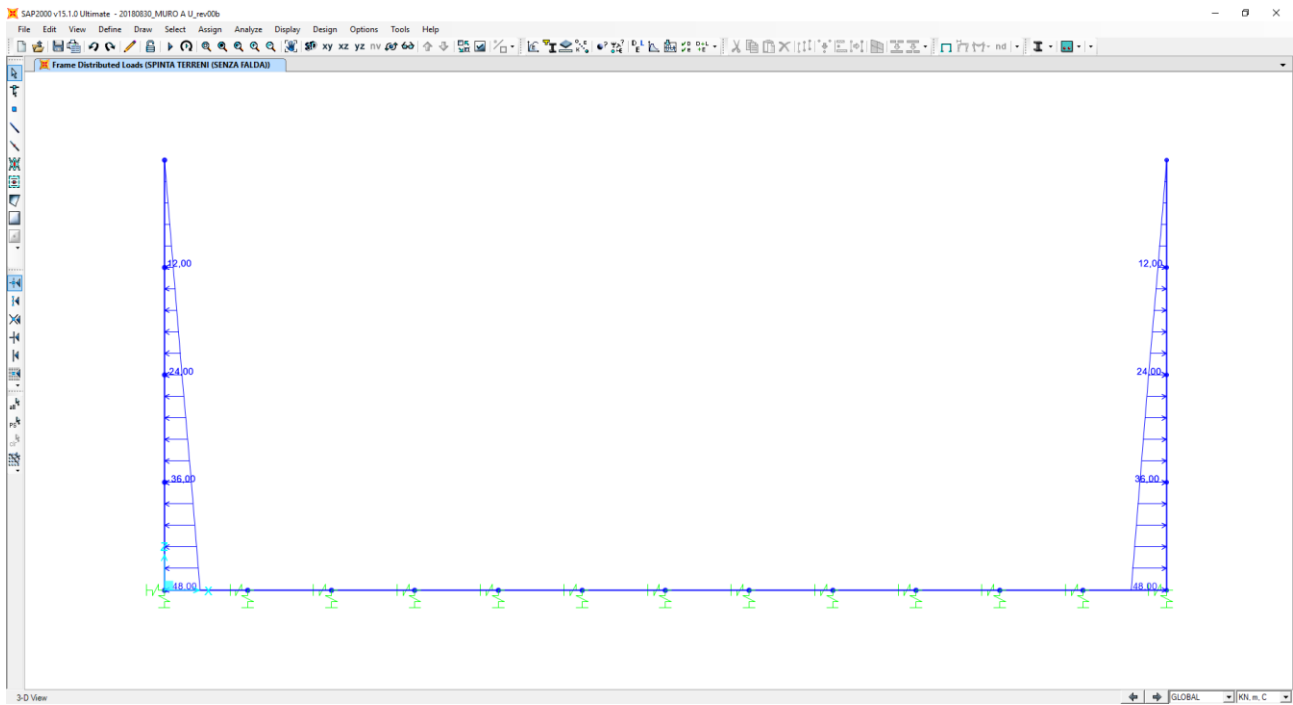 SAP2000 v15.1.0 Ultimate - 20180830_MURO A U_rev00b
File Edit View Define Draw Select Assign Analyze Display Design Options Tools Help
xy xz yz nv nd
Frame Distributed Loads (SPINTA TERRENI (SENZA FALDA))
12,00 12,00
24,00 24,00
36,00 36,00
48,00 48,00
X
3-D View GLOBAL KN, m, C